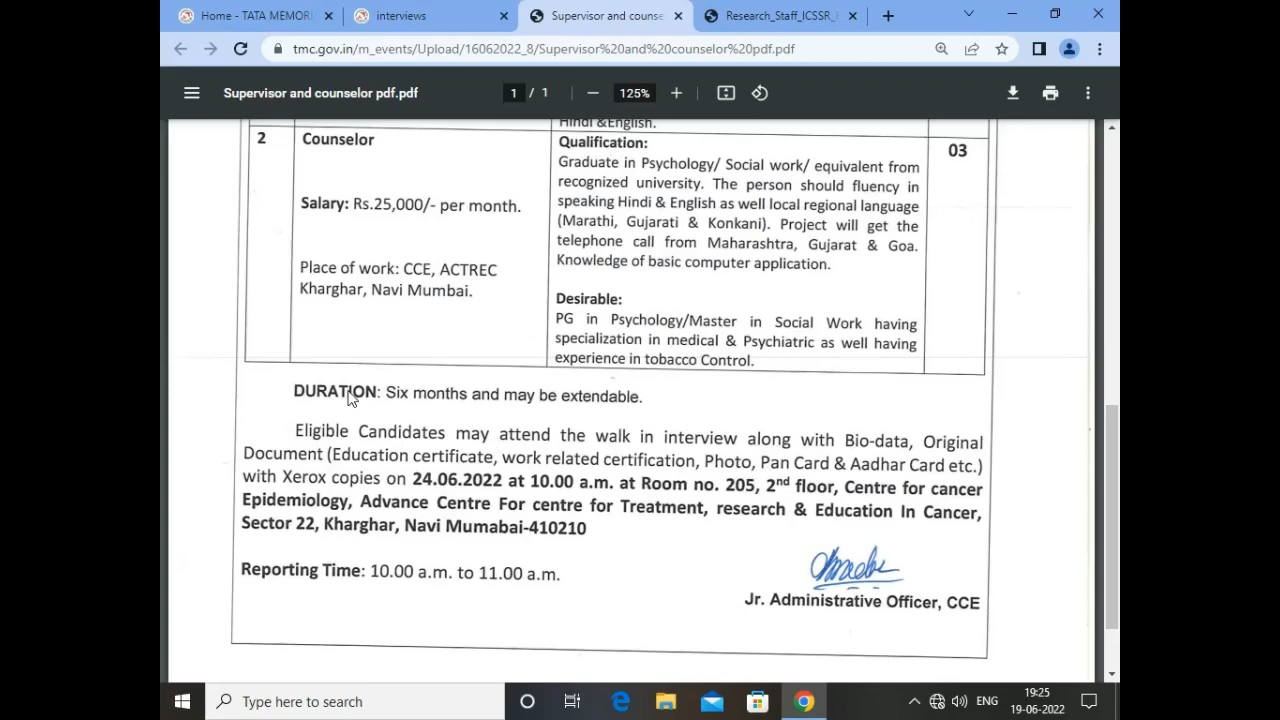 Home - TATA MEMORI
interviews
Supervisor and counse
Research_Staff_ICSSR_
tmc.gov.in/m_events/Upload/16062022_8/Supervisor%20and%20counselor%20pdf.pdf
Supervisor and counselor pdf.pdf
1 / 1
125%
Hindi &English.
2
Counselor
Salary: Rs.25,000/- per month.
Place of work: CCE, ACTREC
Kharghar, Navi Mumbai.
Qualification:
Graduate in Psychology/ Social work/ equivalent from
recognized university. The person should fluency in
speaking Hindi & English as well local regional language
(Marathi, Gujarati & Konkani). Project will get the
telephone call from Maharashtra, Gujarat & Goa.
Knowledge of basic computer application.
Desirable:
PG in Psychology/Master in Social Work having
specialization in medical & Psychiatric as well having
experience in tobacco Control.
03
DURATION: Six months and may be extendable.
Eligible Candidates may attend the walk in interview along with Bio-data, Original
Document (Education certificate, work related certification, Photo, Pan Card & Aadhar Card etc.)
with Xerox copies on 24.06.2022 at 10.00 a.m. at Room no. 205, 2nd floor, Centre for cancer
Epidemiology, Advance Centre For centre for Treatment, research & Education In Cancer,
Sector 22, Kharghar, Navi Mumabai-410210
Reporting Time: 10.00 a.m. to 11.00 a.m.
Jr. Administrative Officer, CCE
Type here to search
ENG
19:25
19-06-2022